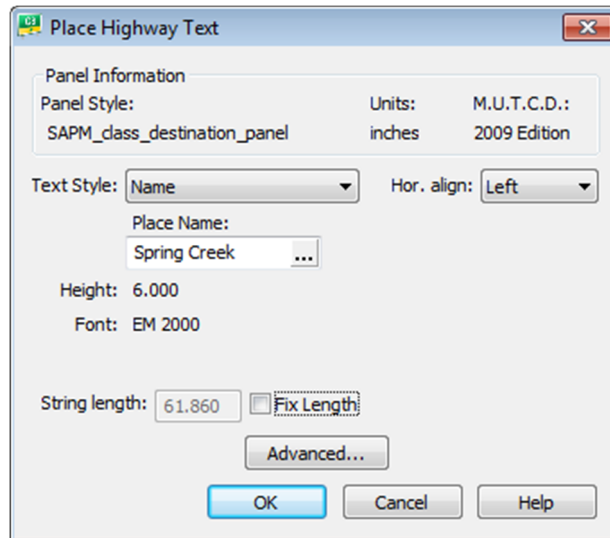 Place Highway Text
Panel Information
Panel Style: Units: M.U.T.C.D.:
SAPM_class_destination_panel inches 2009 Edition
Text Style: Name Hor. align: Left
Place Name:
Spring Creek ...
Height: 6.000
Font: EM 2000
String length: 61.860 Fix Length
Advanced...
OK Cancel Help